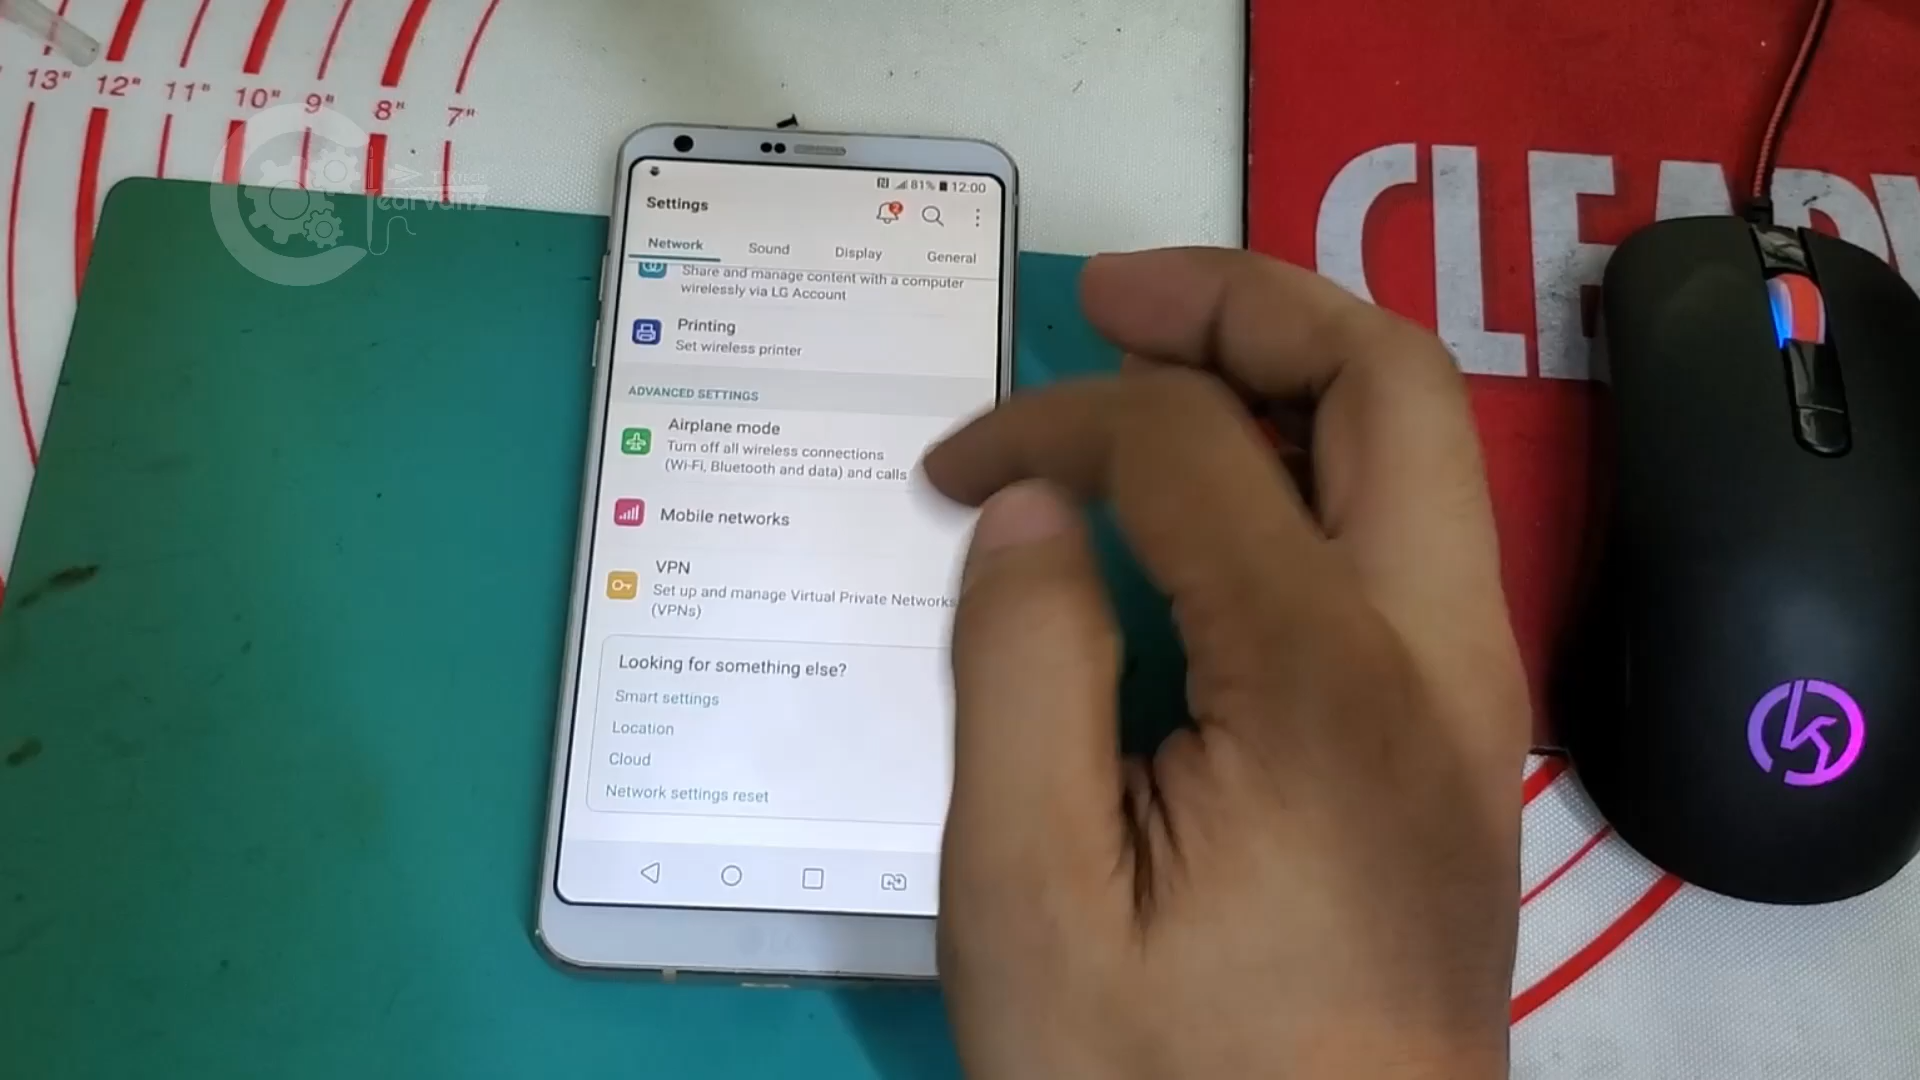 13" 12" 11" 10" 9" 8" 7"
81% 12:00
Settings
2
Network Sound Display General
Share and manage content with a computer
wirelessly via LG Account
Printing
Set wireless printer
ADVANCED SETTINGS
Airplane mode
Turn off all wireless connections
(Wi-Fi, Bluetooth and data) and calls
Mobile networks
VPN
Set up and manage Virtual Private Networks
(VPNs)
Looking for something else?
Smart settings
Location
Cloud
Network settings reset